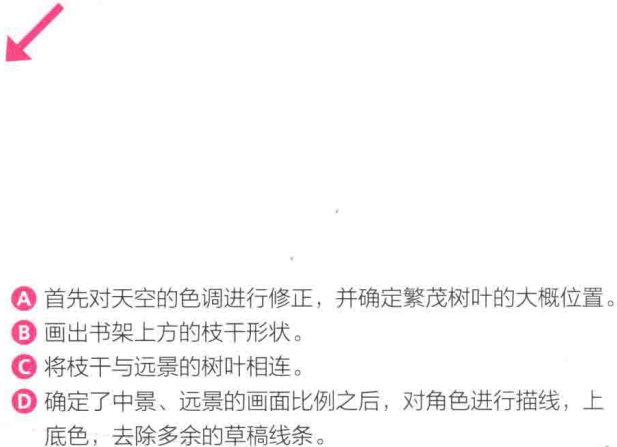 A 首先对天空的色调进行修正，并确定繁茂树叶的大概位置。
B 画出书架上方的枝干形状。
C 将枝干与远景的树叶相连。
D 确定了中景、远景的画面比例之后，对角色进行描线，上
底色，去除多余的草稿线条。